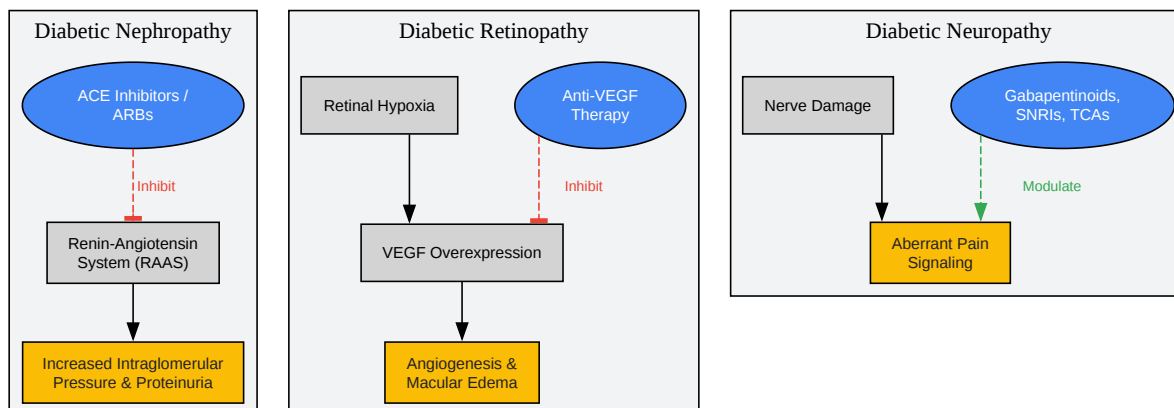 Diabetic Nephropathy
ACE Inhibitors /
ARBs
Inhibit
Renin-Angiotensin
System (RAAS)
Increased Intraglomerular
Pressure & Proteinuria
Diabetic Retinopathy
Retinal Hypoxia
Anti-VEGF
Therapy
Inhibit
VEGF Overexpression
Angiogenesis &
Macular Edema
Diabetic Neuropathy
Nerve Damage
Gabapentinoids,
SNRIs, TCAs
Modulate
Aberrant Pain
Signaling